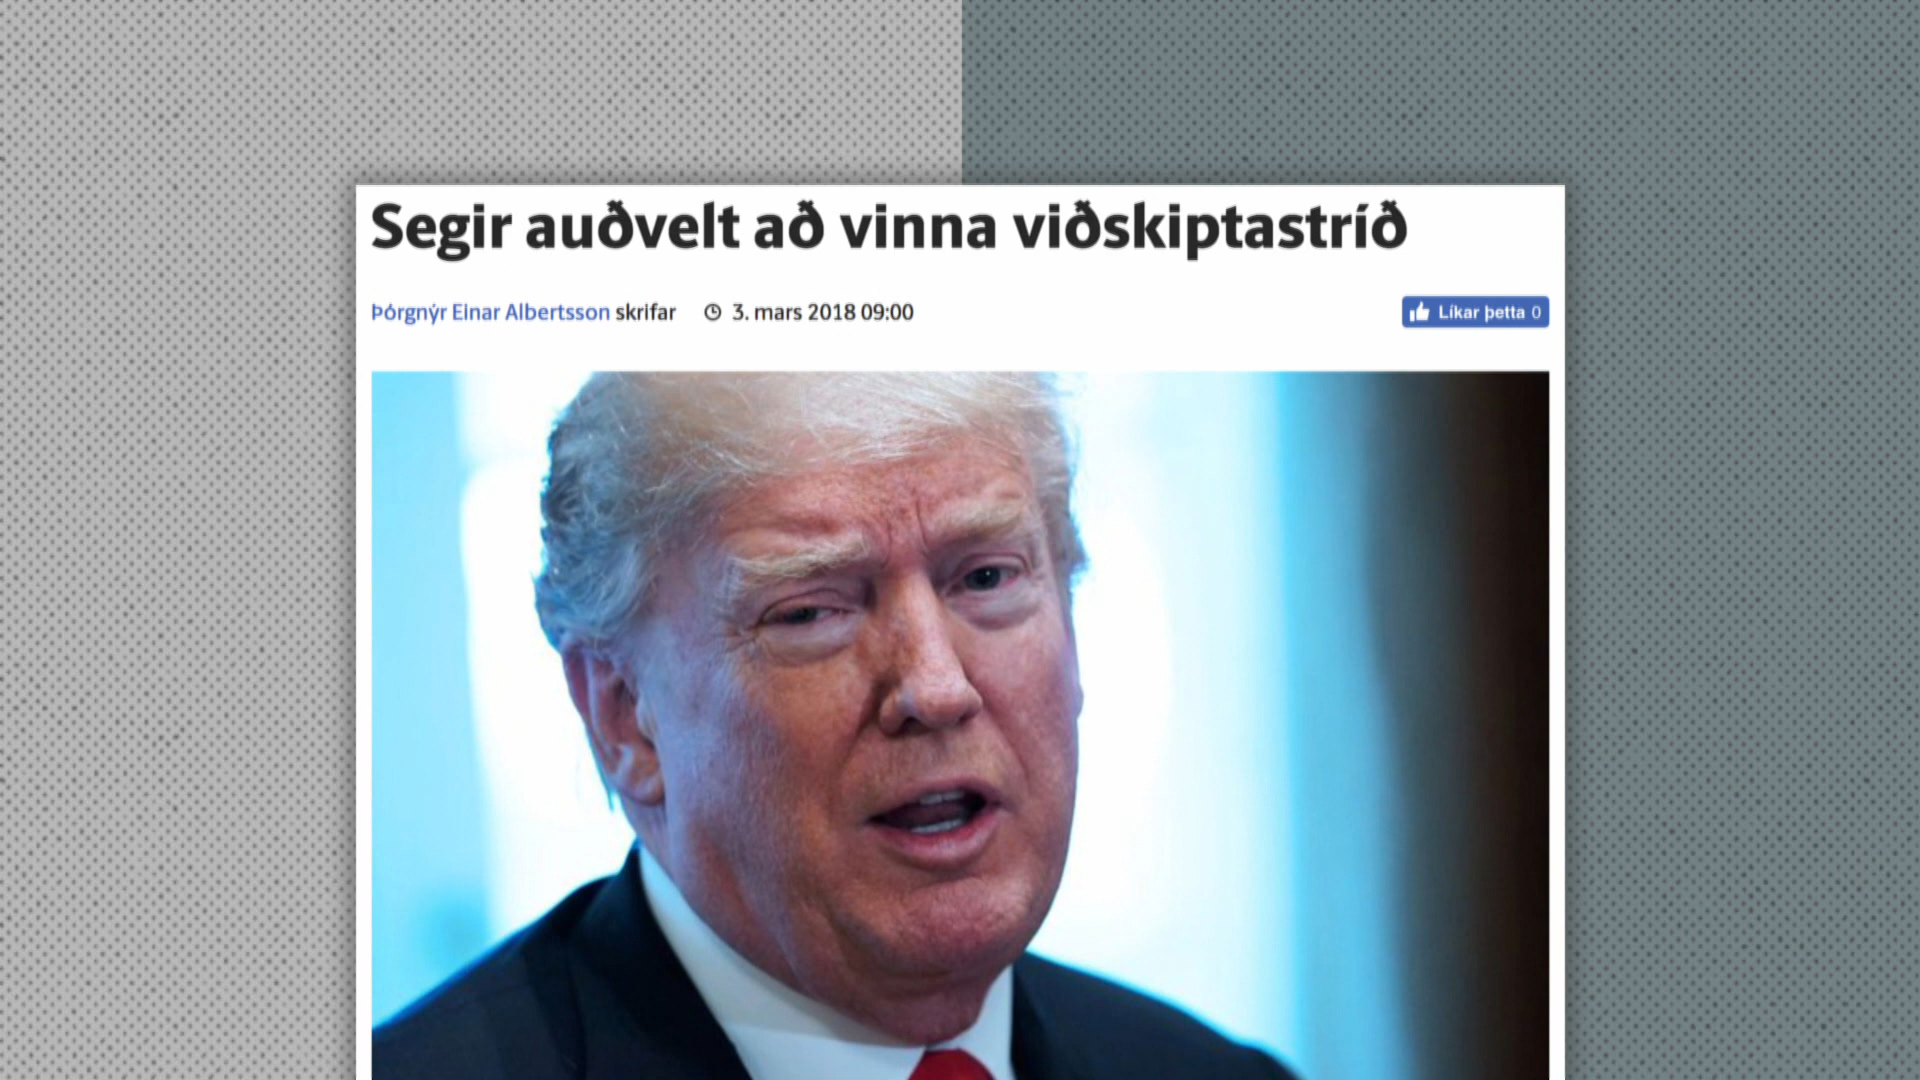 Segir auðvelt að vinna viðskiptastríð
Þórgnýr Einar Albertsson skrifar 3. mars 2018 09:00
Líkar þetta 0